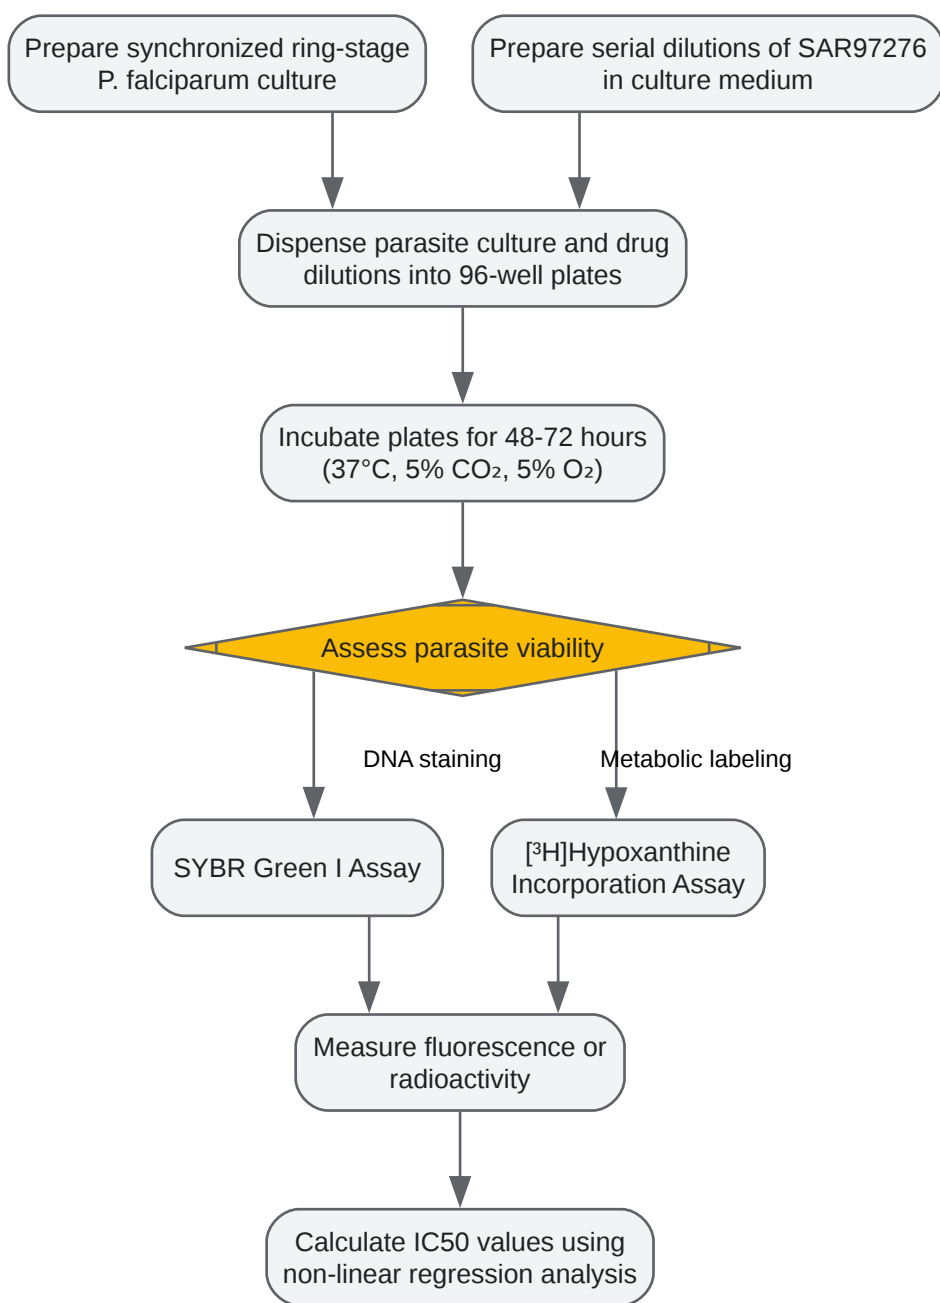 Prepare synchronized ring-stage
P. falciparum culture
Prepare serial dilutions of SAR97276
in culture medium
Dispense parasite culture and drug
dilutions into 96-well plates
Incubate plates for 48-72 hours
(37°C, 5% CO₂, 5% O₂)
Assess parasite viability
DNA staining
Metabolic labeling
SYBR Green I Assay
[³H]Hypoxanthine
Incorporation Assay
Measure fluorescence or
radioactivity
Calculate IC50 values using
non-linear regression analysis